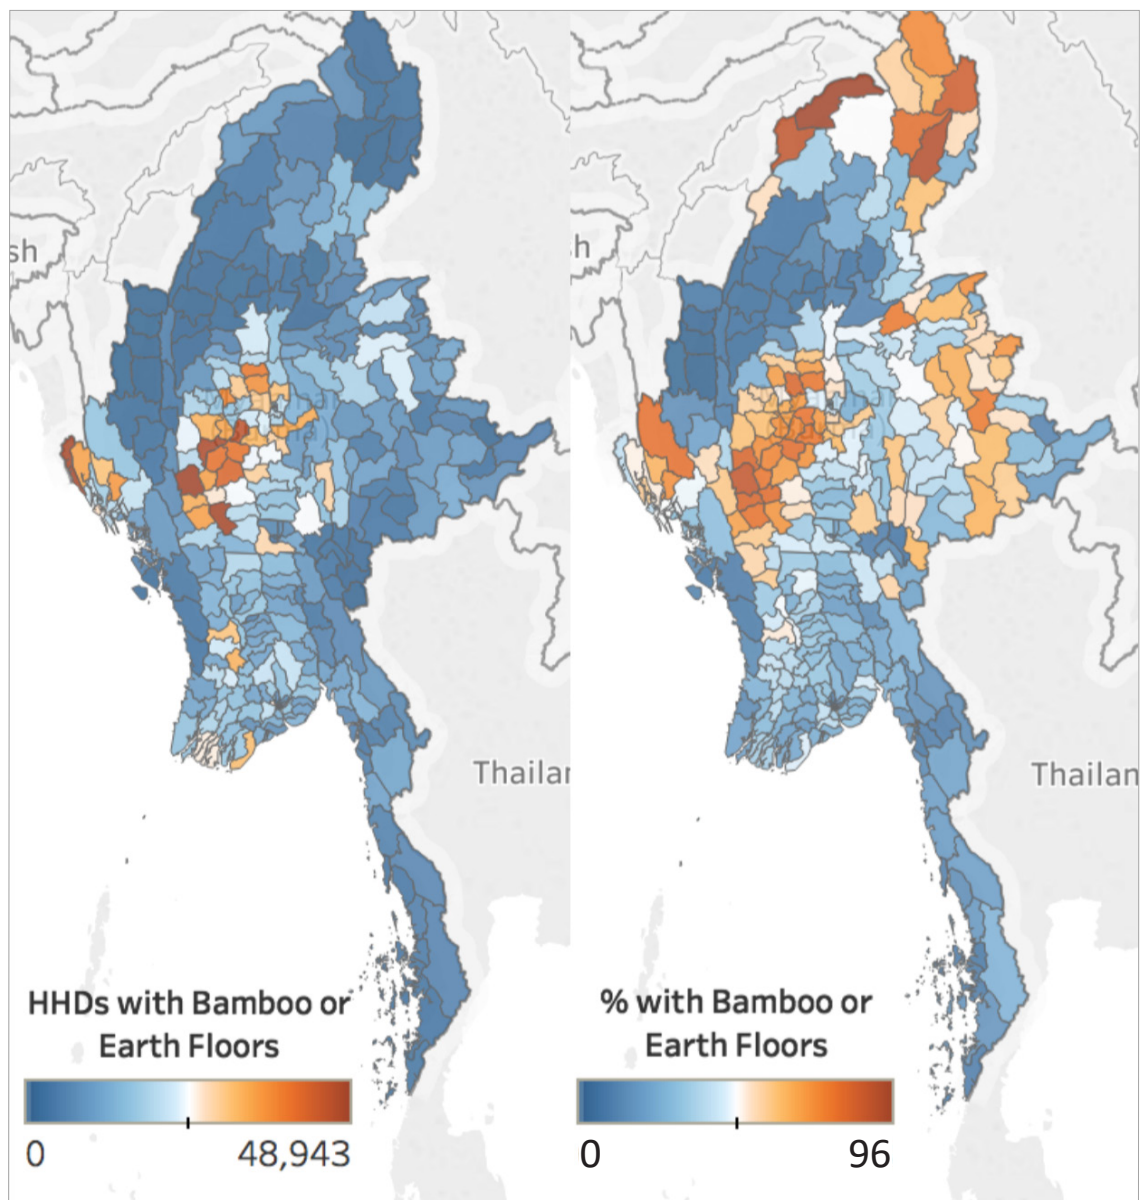 sh
h
Thailan
Thailan
HHDs with Bamboo or
Earth Floors
0
48,943
% with Bamboo or
Earth Floors
0
96